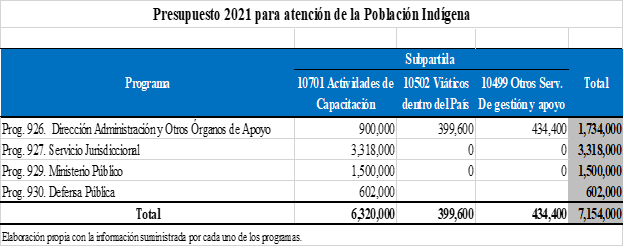 Presupuesto 2021 para atención de la Población Indígena
Subpartida
Programa 10701 Actividades de Capacitación 10502 Viáticos dentro del País 10499 Otros Serv. De gestión y apoyo Total
Prog. 926. Dirección Administración y Otros Órganos de Apoyo 900,000 399,600 434,400 1,734,000
Prog. 927. Servicio Jurisdiccional 3,318,000 0 0 3,318,000
Prog. 929. Ministerio Público 1,500,000 0 0 1,500,000
Prog. 930. Defensa Pública 602,000 602,000
Total 6,320,000 399,600 434,400 7,154,000
Elaboración propia con la información suministrada por cada uno de los programas.